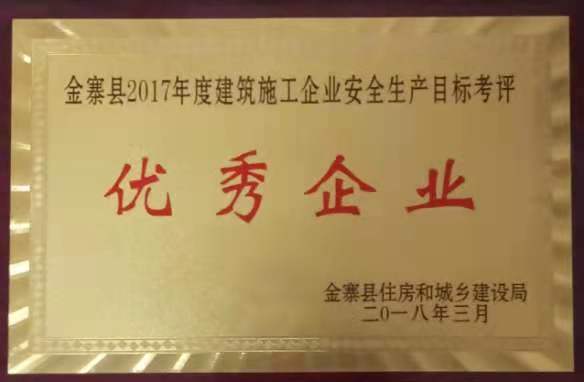 金寨县2017年度建筑施工企业安全生产目标考评
优秀企业
金寨县住房和城乡建设局
二O一八年三月